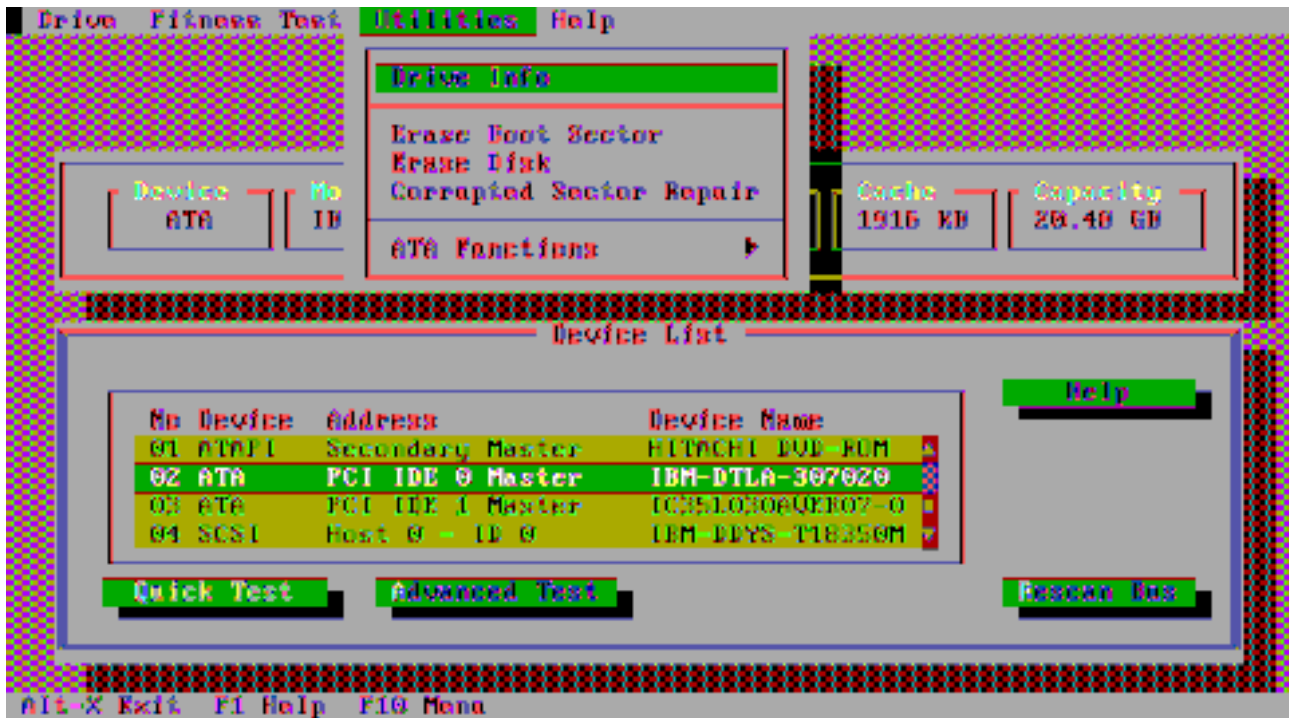 Drive Fitness Test Utilities Help
Drive Info
Erase Boot Sector
Erase Disk
Corrupted Sector Repair
ATA Functions
Device Mo Cache Capacity
ATA IB 1916 KB 20.40 GB
Device List
Help
No Device Address Device Name
01 ATAPI Secondary Master HITACHI DVD-ROM
02 ATA PCI IDE 0 Master IBM-DTLA-307020
03 ATA PCI IDE 1 Master IC35L030AVER07-0
04 SCSI Host 0 - ID 0 IBM-DDYS-T18350M
Quick Test Advanced Test Rescan Bus
Alt-X Exit F1 Help F10 Menu